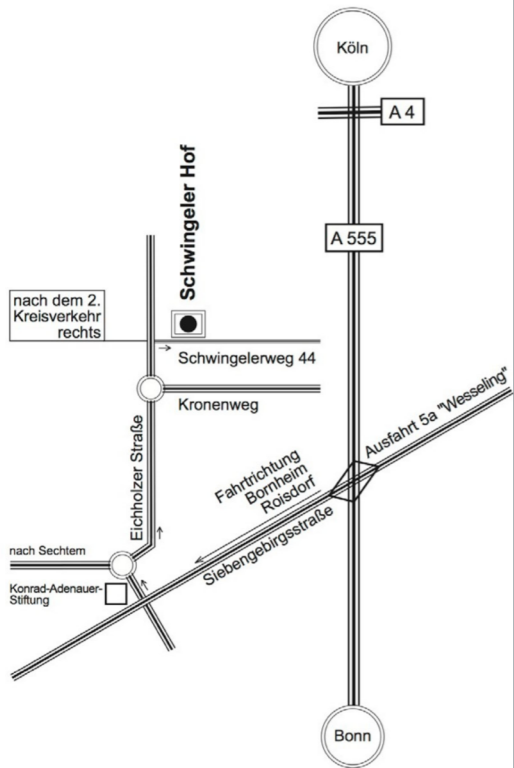 Köln
A 4
A 555
Schwingeler Hof
nach dem 2.
Kreisverkehr
rechts
Schwingelerweg 44
Kronenweg
Ausfahrt 5a "Wesseling"
Fahrtrichtung
Bornheim
Roisdorf
Siebengebirgsstraße
Eichholzer Straße
nach Sechtem
Konrad-Adenauer-
Stiftung
Bonn